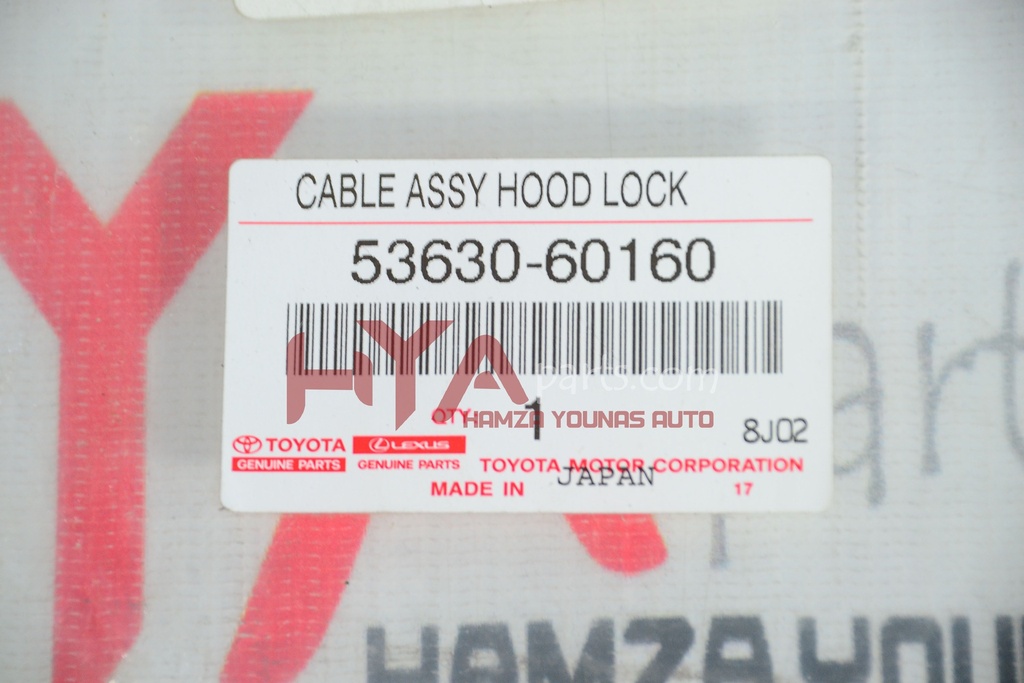 CABLE ASSY HOOD LOCK
53630-60160
HYA parts.com
QTY 1
HAMZA YOUNAS AUTO
8J02
TOYOTA LEXUS
GENUINE PARTS GENUINE PARTS
TOYOTA MOTOR CORPORATION
MADE IN JAPAN 17
part
HAMZA YOU